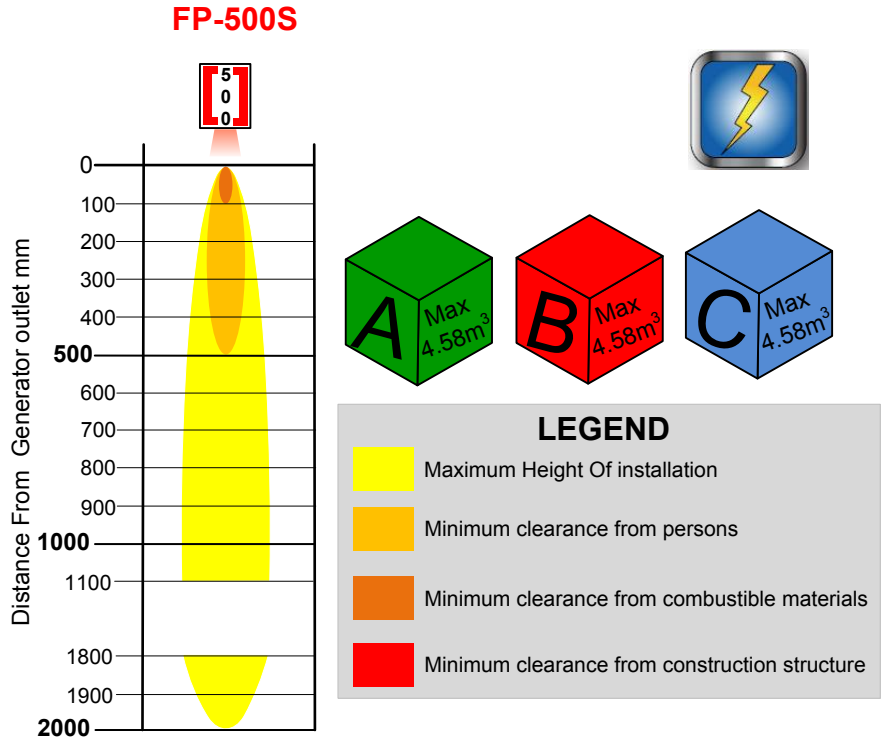 FP-500S
5
0
0
Distance From Generator outlet mm
0
100
200
300
400
500
600
700
800
900
1000
1100
1800
1900
2000
A Max 4.58m³
B Max 4.58m³
C Max 4.58m³
LEGEND
Maximum Height Of installation
Minimum clearance from persons
Minimum clearance from combustible materials
Minimum clearance from construction structure